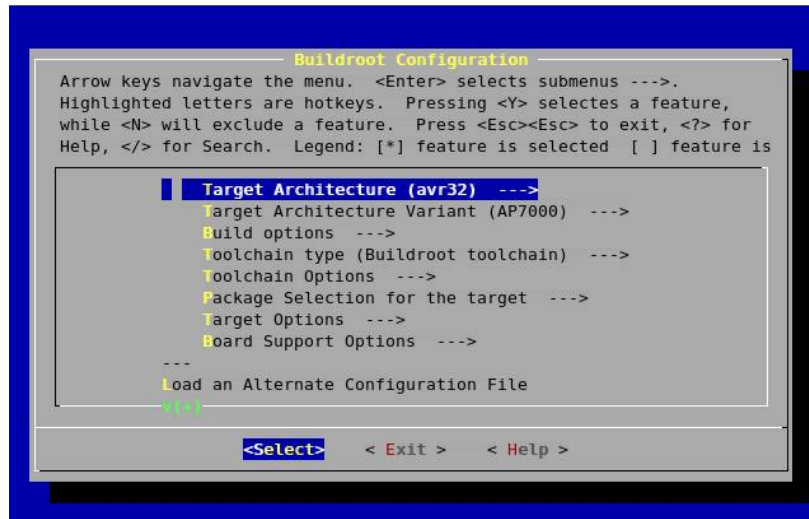 Buildroot Configuration
Arrow keys navigate the menu.  <Enter> selects submenus --->.
Highlighted letters are hotkeys.  Pressing <Y> selectes a feature,
while <N> will exclude a feature.  Press <Esc><Esc> to exit, <?> for
Help, </> for Search.  Legend: [*] feature is selected  [ ] feature is
Target Architecture (avr32)  --->
Target Architecture Variant (AP7000)  --->
Build options  --->
Toolchain type (Buildroot toolchain)  --->
Toolchain Options  --->
Package Selection for the target  --->
Target Options  --->
Board Support Options  --->
---
Load an Alternate Configuration File
v(+)
<Select>    < Exit >    < Help >